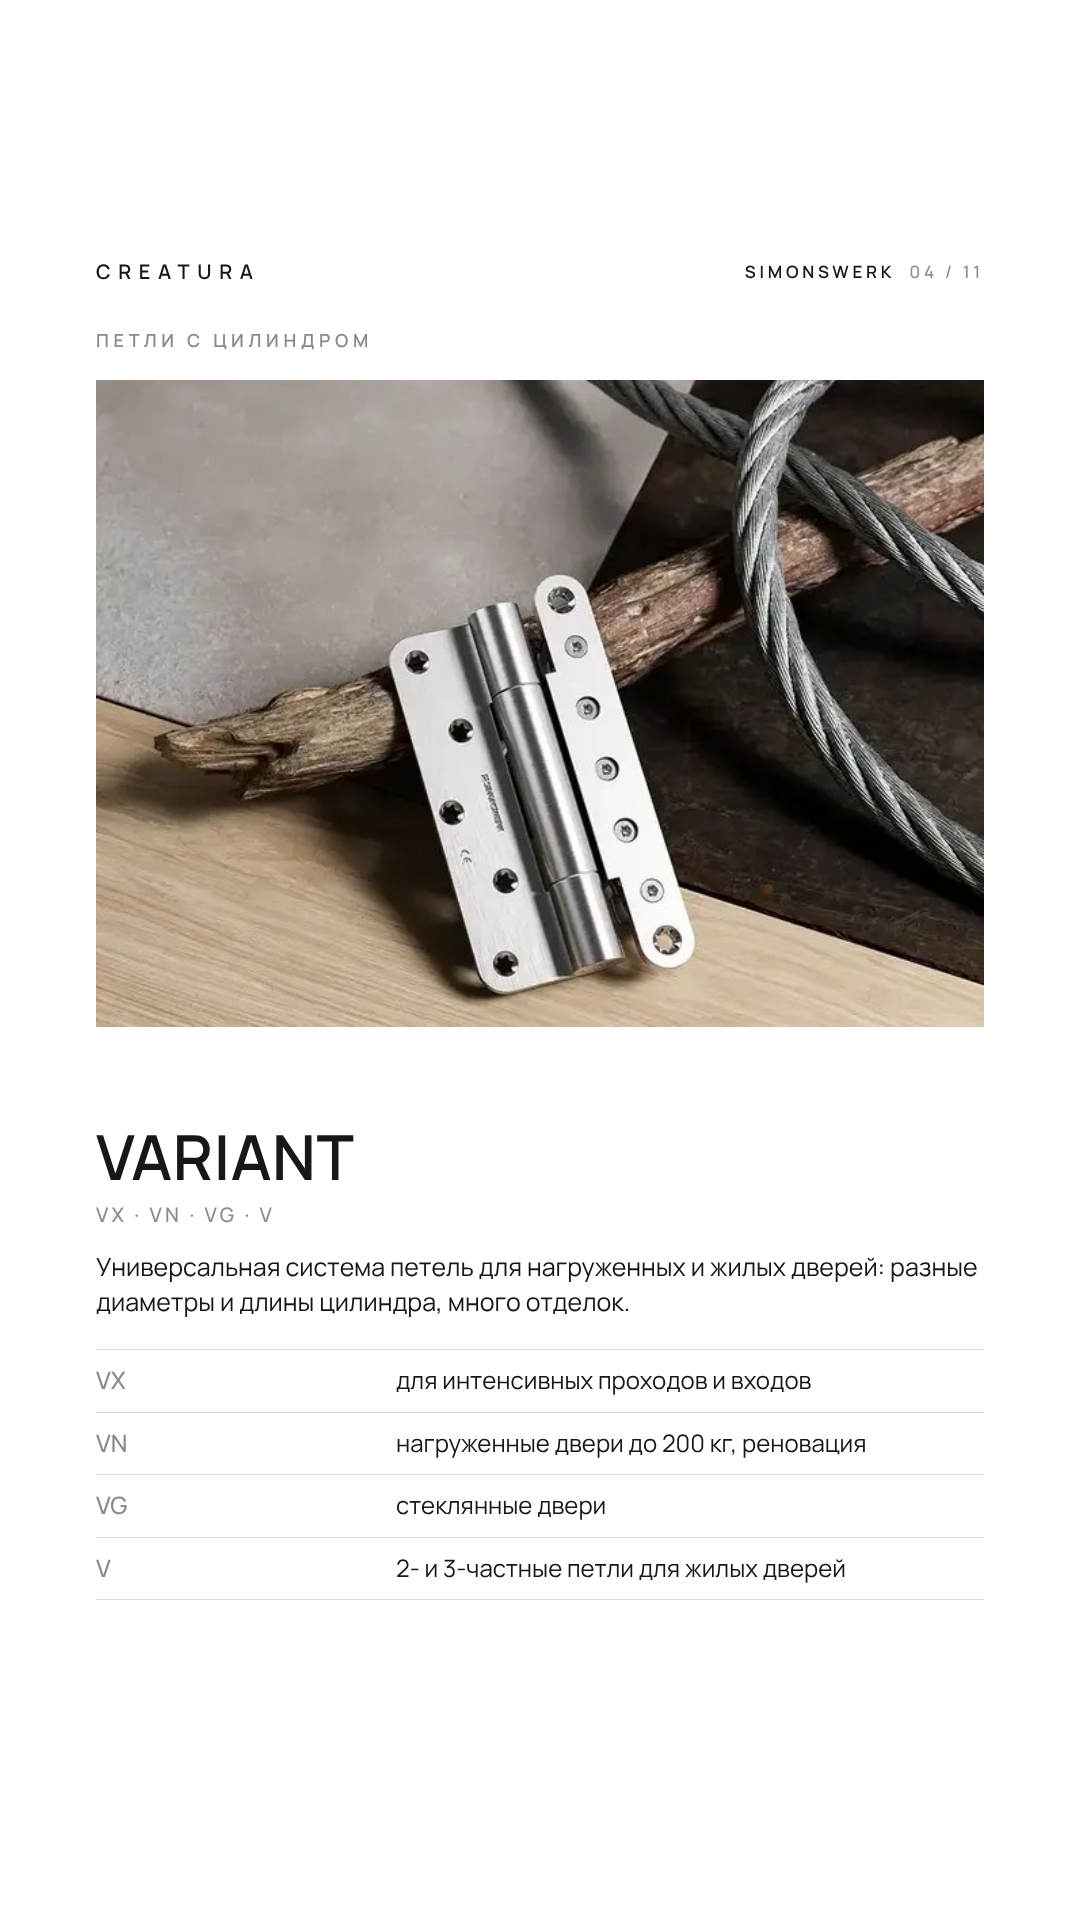 CREATURA
SIMONSWERK 04 / 11
ПЕТЛИ С ЦИЛИНДРОМ
SIMONSWERK
CE
VARIANT
VX · VN · VG · V
Универсальная система петель для нагруженных и жилых дверей: разные
диаметры и длины цилиндра, много отделок.
VX для интенсивных проходов и входов
VN нагруженные двери до 200 кг, реновация
VG стеклянные двери
V 2- и 3-частные петли для жилых дверей